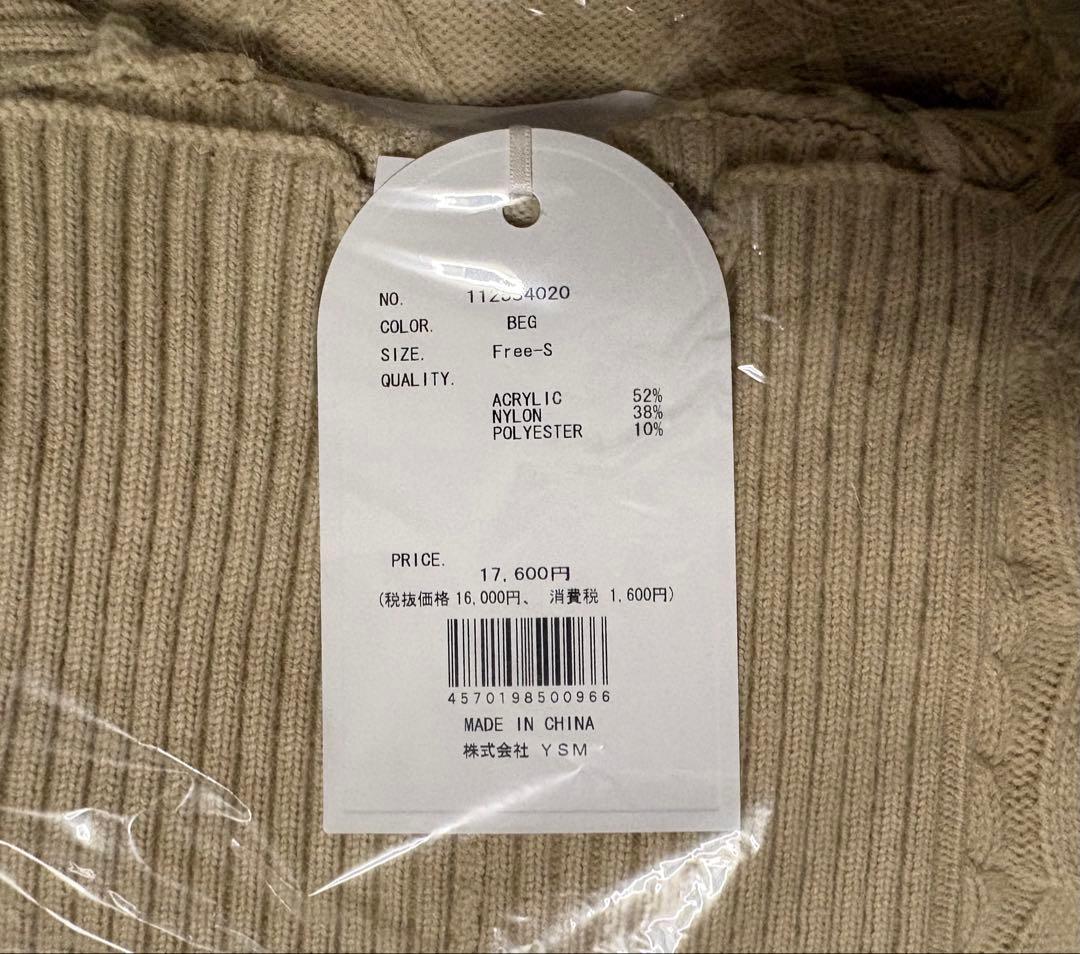 NO.
COLOR. BEG
SIZE. Free-S
QUALITY.
ACRYLIC 52%
NYLON 38%
POLYESTER 10%
PRICE.
17,600円
(税抜価格 16,000円、 消費税 1,600円)
4570198500966
MADE IN CHINA
株式会社 YSM